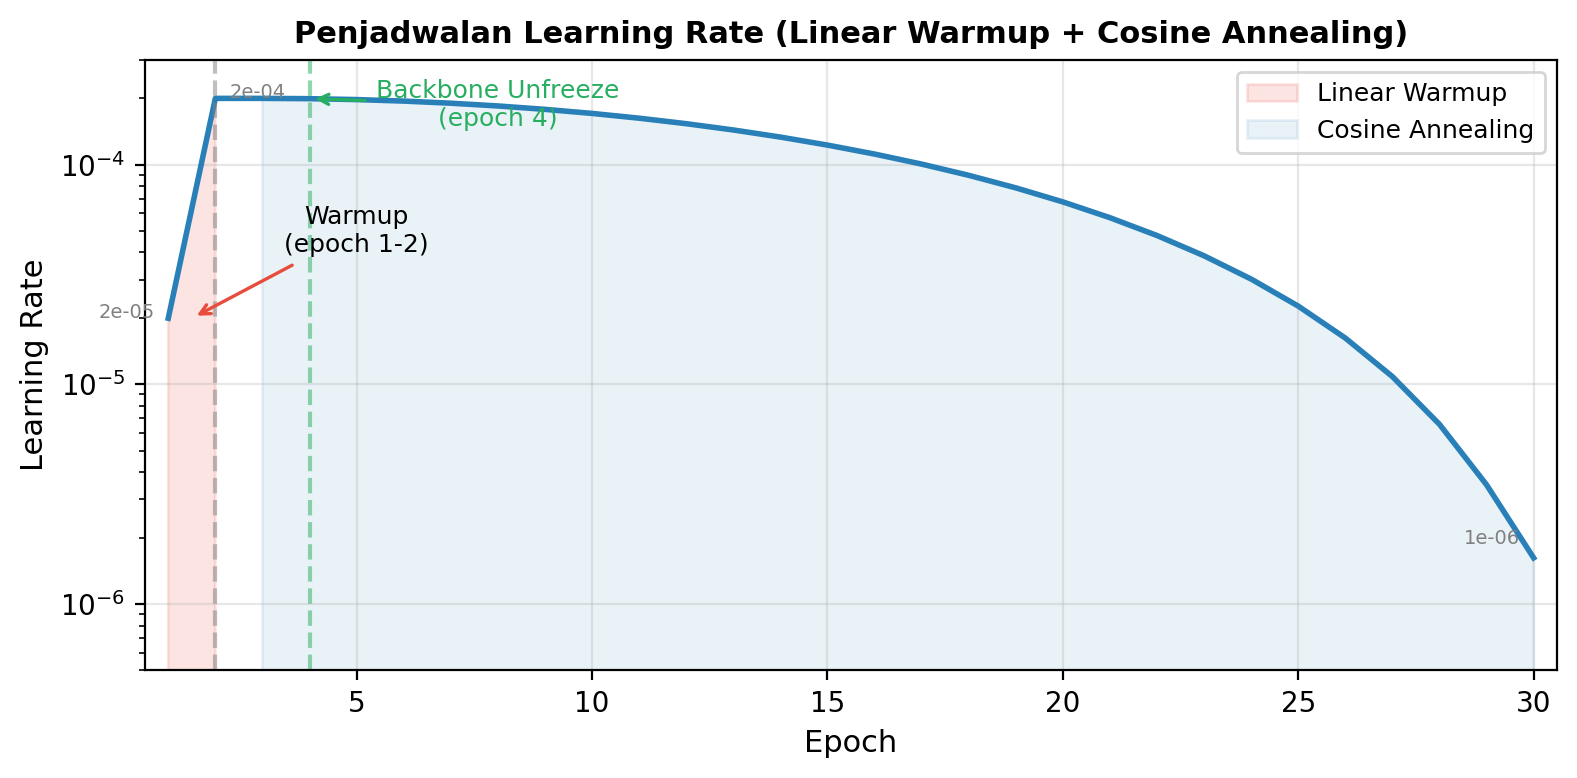 Penjadwalan Learning Rate (Linear Warmup + Cosine Annealing)
2e-04
Backbone Unfreeze
(epoch 4)
Linear Warmup
Cosine Annealing
10⁻⁴
Warmup
(epoch 1-2)
2e-05
10⁻⁵
1e-06
10⁻⁶
Learning Rate
5 10 15 20 25 30
Epoch